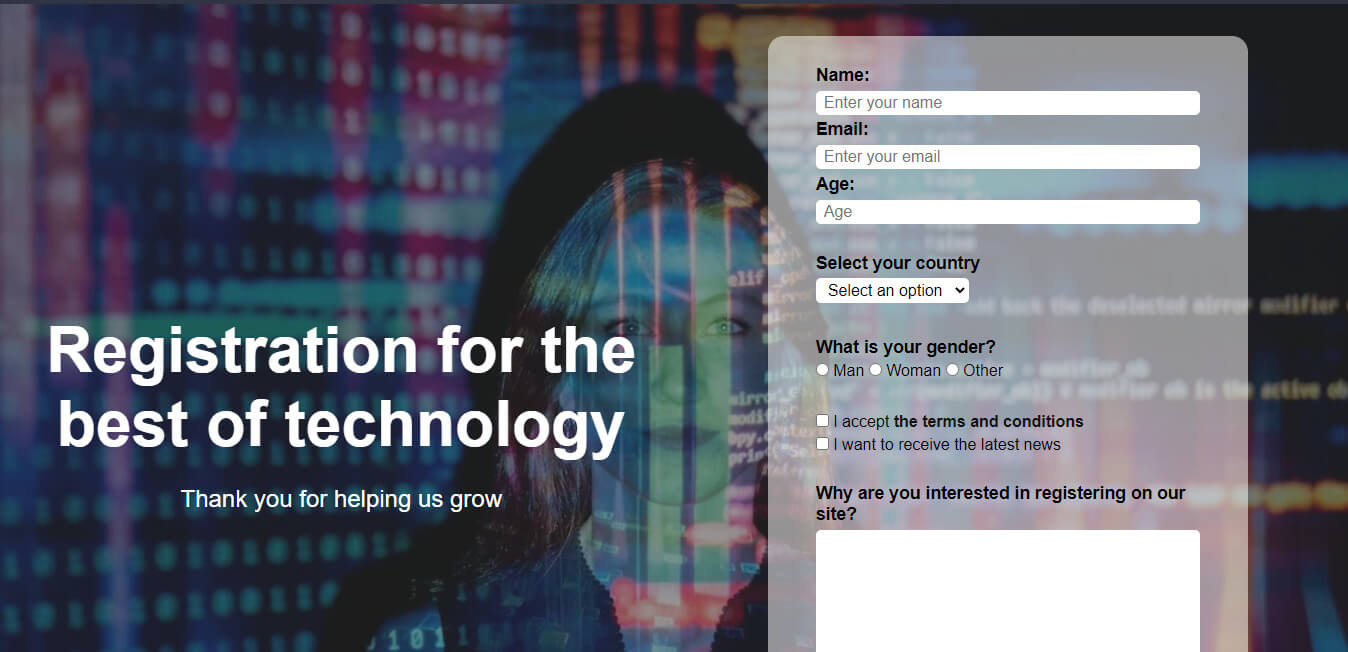 Registration for the
best of technology
Thank you for helping us grow
Name:
Enter your name
Email:
Enter your email
Age:
Age
Select your country
Select an option
What is your gender?
Man Woman Other
I accept the terms and conditions
I want to receive the latest news
Why are you interested in registering on our
site?